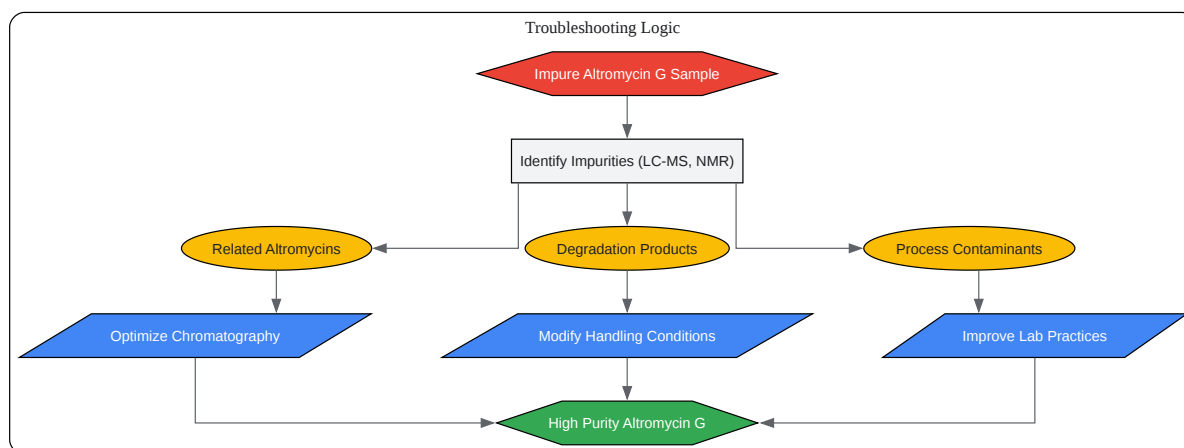 Troubleshooting Logic
Impure Altromycin G Sample
Identify Impurities (LC-MS, NMR)
Related Altromycins
Degradation Products
Process Contaminants
Optimize Chromatography
Modify Handling Conditions
Improve Lab Practices
High Purity Altromycin G